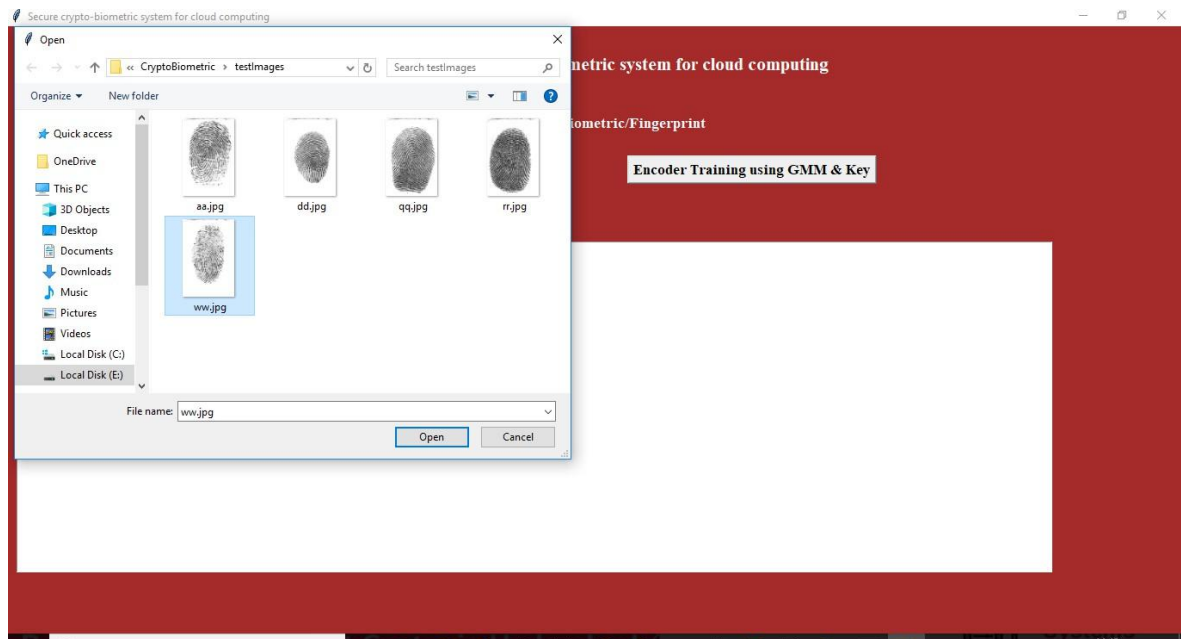 Secure crypto-biometric system for cloud computing
Open
« CryptoBiometric › testImages
Search testImages
Organize
New folder
Quick access
OneDrive
This PC
3D Objects
Desktop
Documents
Downloads
Music
Pictures
Videos
Local Disk (C:)
Local Disk (E:)
aa.jpg
dd.jpg
qq.jpg
rr.jpg
ww.jpg
File name:
ww.jpg
Open
Cancel
system for cloud computing
iometric/Fingerprint
Encoder Training using GMM & Key